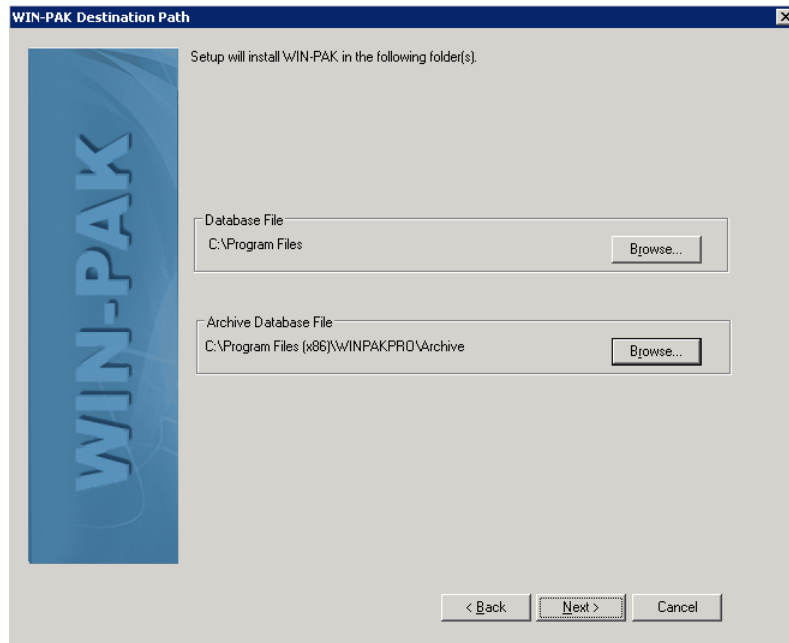 WIN-PAK Destination Path
Setup will install WIN-PAK in the following folder(s).
WIN-PAK
Database File
C:\Program Files
Browse...
Archive Database File
C:\Program Files (x86)\WINPAKPRO\Archive
Browse...
< Back Next > Cancel